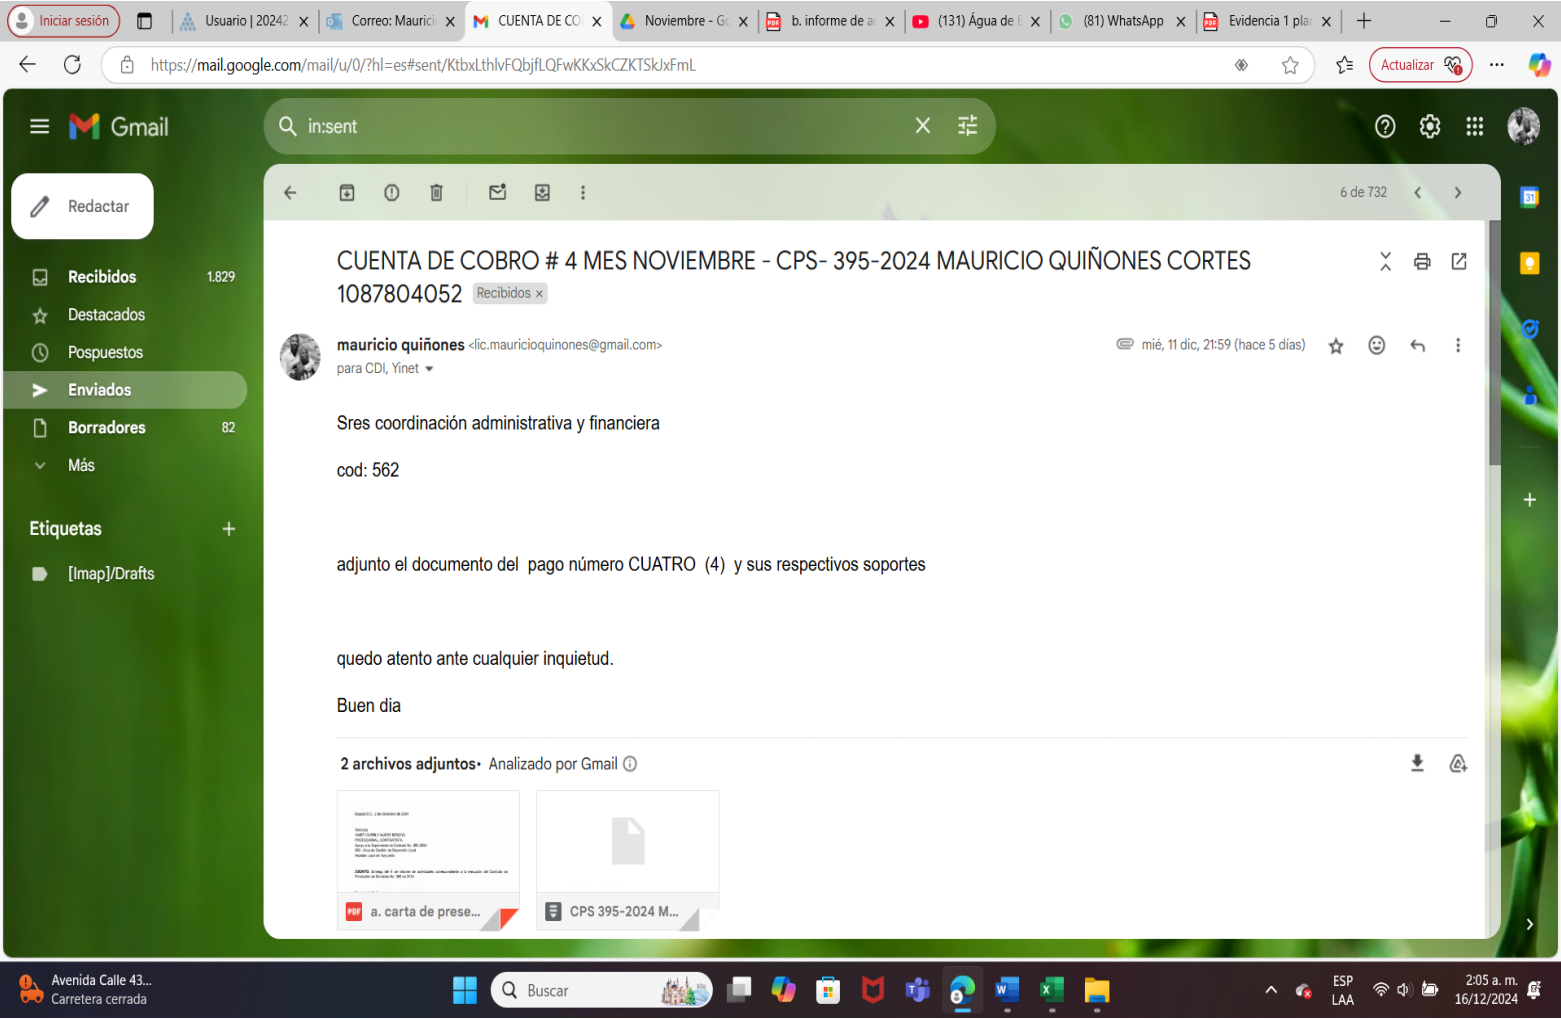 Iniciar sesión
Usuario | 20242
Correo: Mauricio
CUENTA DE CO
Noviembre - Go
b. informe de ac
(131) Água de
(81) WhatsApp
Evidencia 1 plan
https://mail.google.com/mail/u/0/?hl=es#sent/KtbxLthlvFQbjfLQFwKKxSkCZKTSkJxFmL
Actualizar
Gmail
in:sent
Redactar
6 de 732
Recibidos 1.829
Destacados
Pospuestos
Enviados
Borradores 82
Más
Etiquetas
[Imap]/Drafts
CUENTA DE COBRO # 4 MES NOVIEMBRE - CPS- 395-2024 MAURICIO QUIÑONES CORTES
1087804052 Recibidos ×
mauricio quiñones <lic.mauricioquinones@gmail.com> mié, 11 dic, 21:59 (hace 5 días)
para CDI, Yinet
Sres coordinación administrativa y financiera
cod: 562
adjunto el documento del pago número CUATRO (4) y sus respectivos soportes
quedo atento ante cualquier inquietud.
Buen dia
2 archivos adjuntos• Analizado por Gmail
PDF a. carta de prese...
CPS 395-2024 M...
Avenida Calle 43...
Carretera cerrada
Buscar
ESP
LAA
2:05 a. m.
16/12/2024